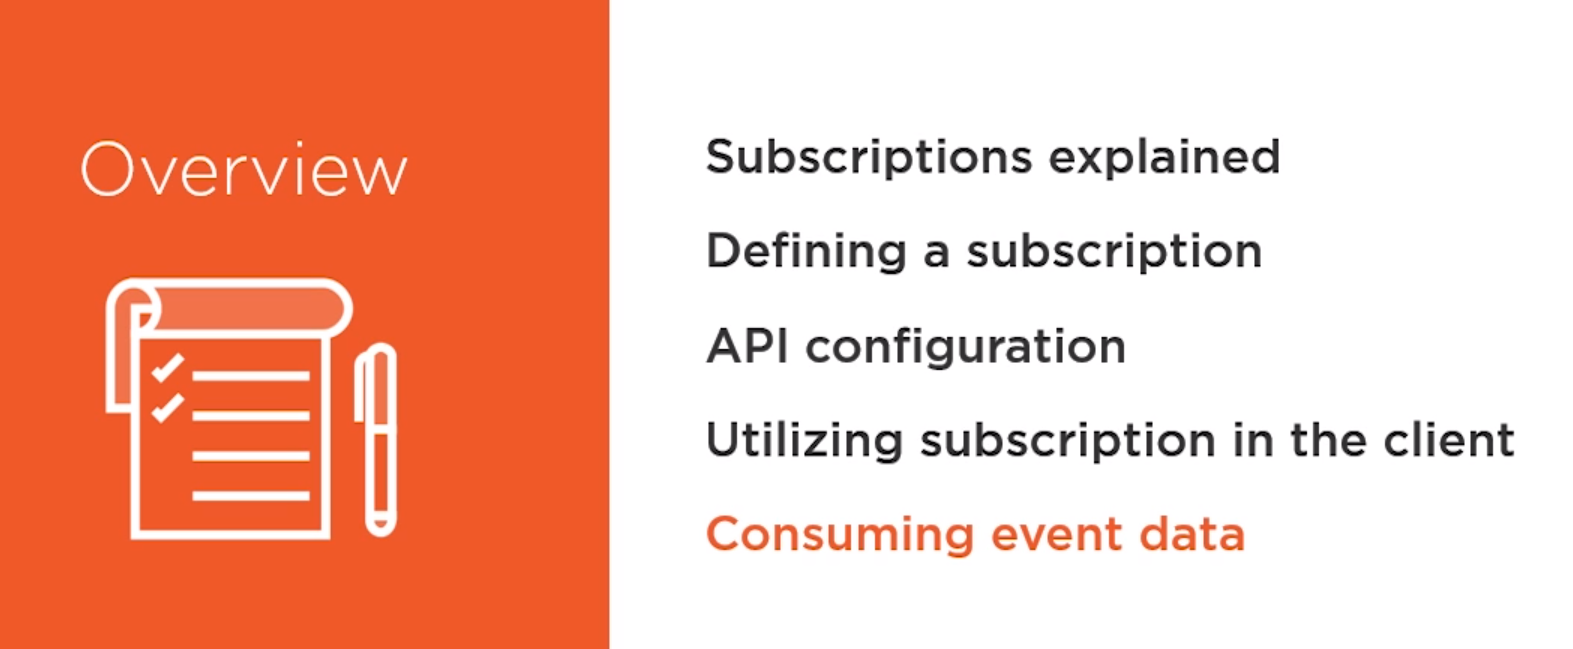 Overview
Subscriptions explained
Defining a subscription
API configuration
Utilizing subscription in the client
Consuming event data